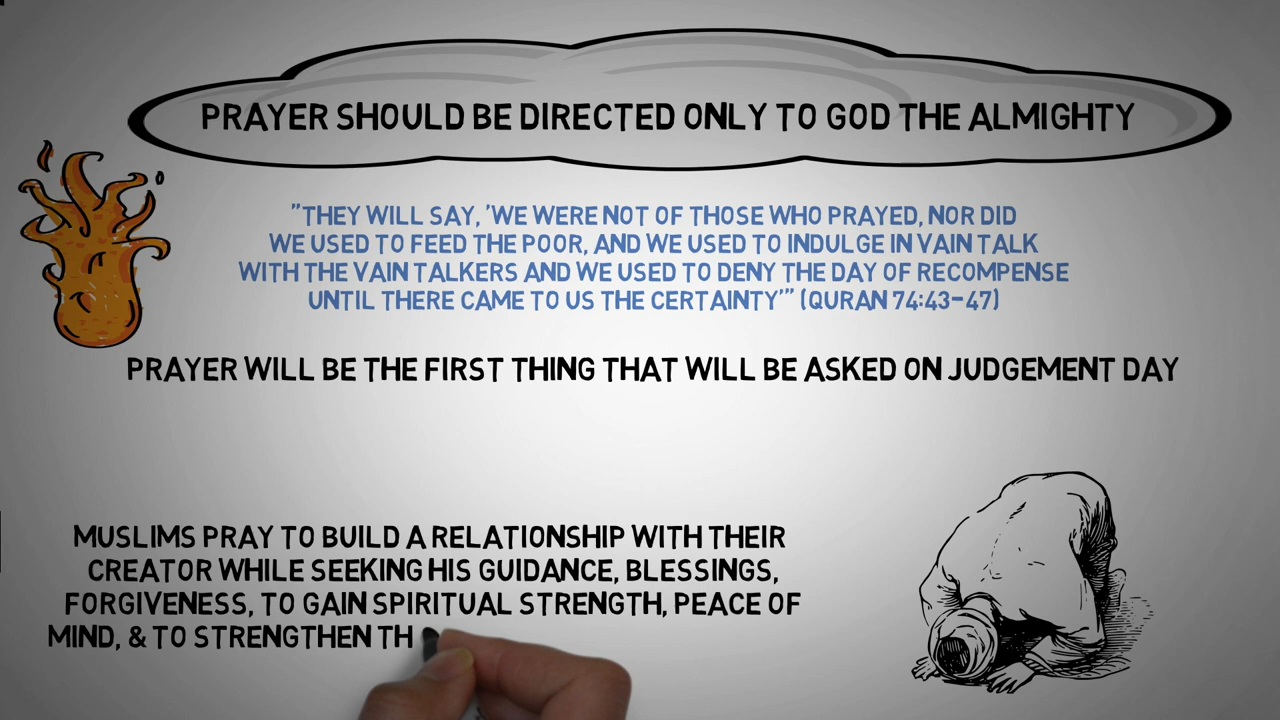 PRAYER SHOULD BE DIRECTED ONLY TO GOD THE ALMIGHTY
"THEY WILL SAY, 'WE WERE NOT OF THOSE WHO PRAYED, NOR DID
WE USED TO FEED THE POOR, AND WE USED TO INDULGE IN VAIN TALK
WITH THE VAIN TALKERS AND WE USED TO DENY THE DAY OF RECOMPENSE
UNTIL THERE CAME TO US THE CERTAINTY'" (QURAN 74:43-47)
PRAYER WILL BE THE FIRST THING THAT WILL BE ASKED ON JUDGEMENT DAY
MUSLIMS PRAY TO BUILD A RELATIONSHIP WITH THEIR
CREATOR WHILE SEEKING HIS GUIDANCE, BLESSINGS,
FORGIVENESS, TO GAIN SPIRITUAL STRENGTH, PEACE OF
MIND, & TO STRENGTHEN TH